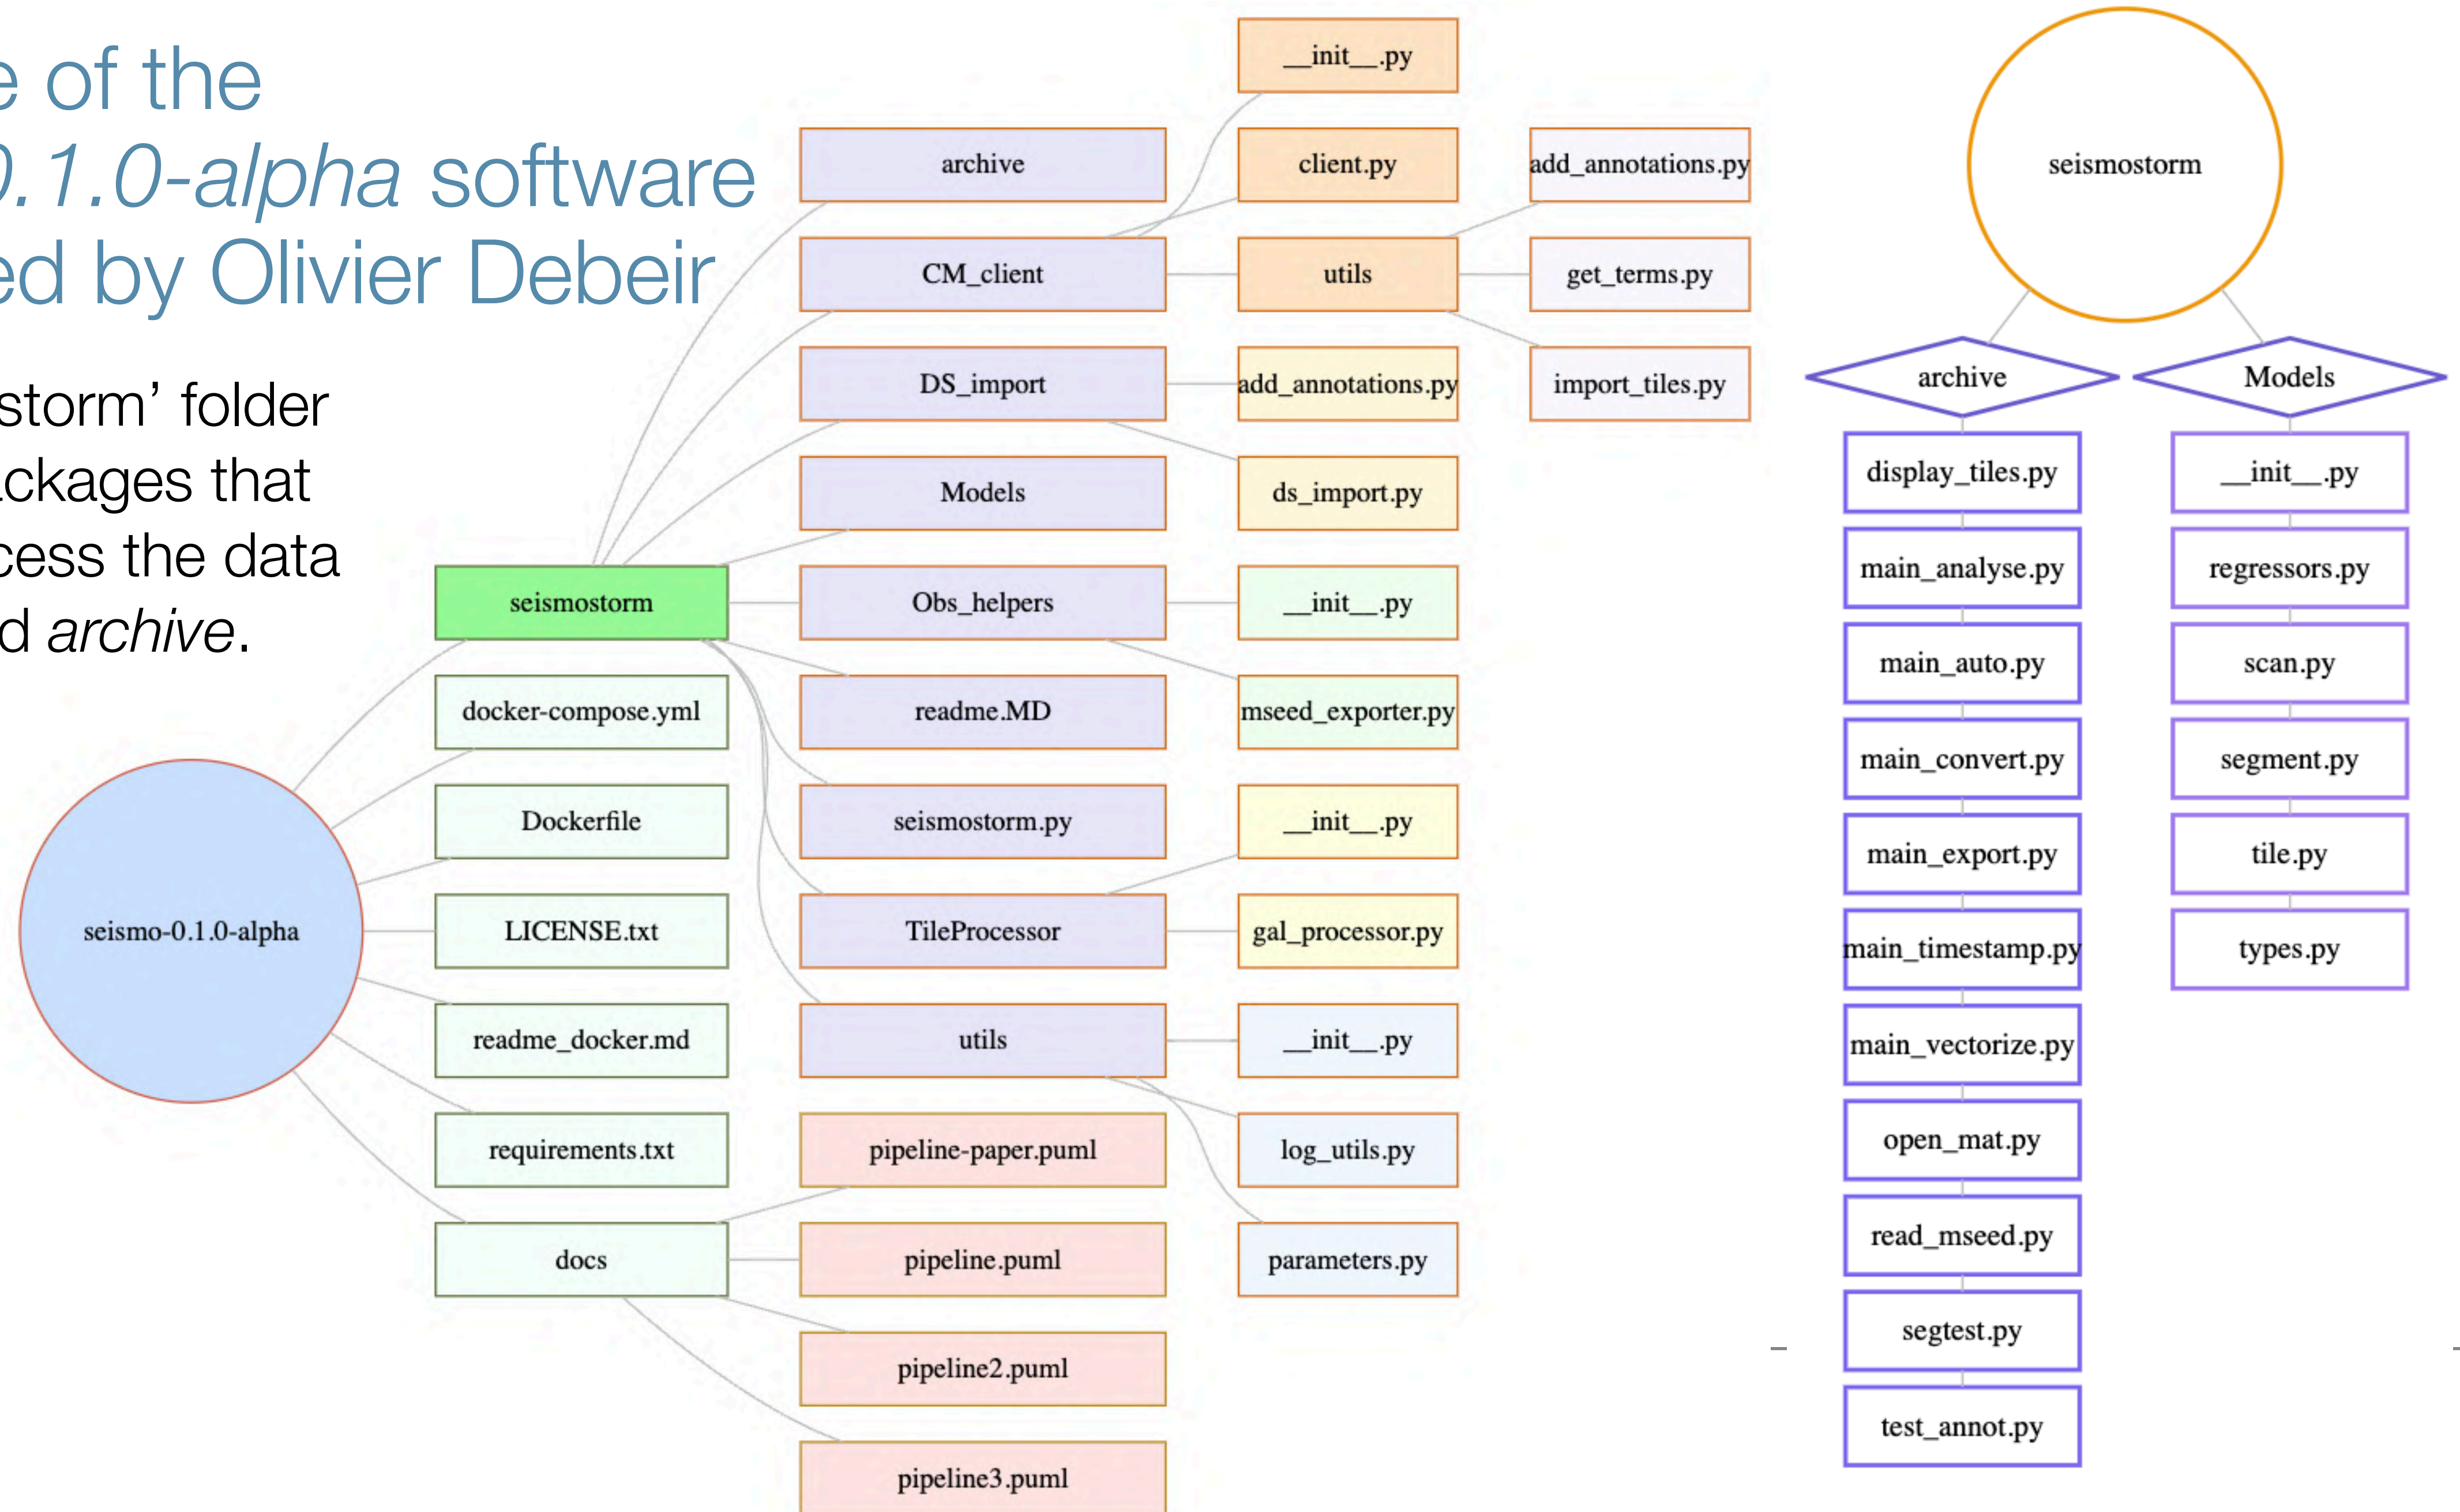 e of the
0.1.0-alpha software
ed by Olivier Debeir
storm’ folder
ackages that
cess the data
d archive.
seismo-0.1.0-alpha
seismostorm
docker-compose.yml
Dockerfile
LICENSE.txt
readme_docker.md
requirements.txt
docs
archive
CM_client
DS_import
Models
Obs_helpers
readme.MD
seismostorm.py
TileProcessor
utils
pipeline-paper.puml
pipeline.puml
pipeline2.puml
pipeline3.puml
__init__.py
client.py
utils
add_annotations.py
ds_import.py
__init__.py
mseed_exporter.py
__init__.py
gal_processor.py
__init__.py
log_utils.py
parameters.py
add_annotations.py
get_terms.py
import_tiles.py
seismostorm
archive
display_tiles.py
main_analyse.py
main_auto.py
main_convert.py
main_export.py
main_timestamp.py
main_vectorize.py
open_mat.py
read_mseed.py
segtest.py
test_annot.py
Models
__init__.py
regressors.py
scan.py
segment.py
tile.py
types.py